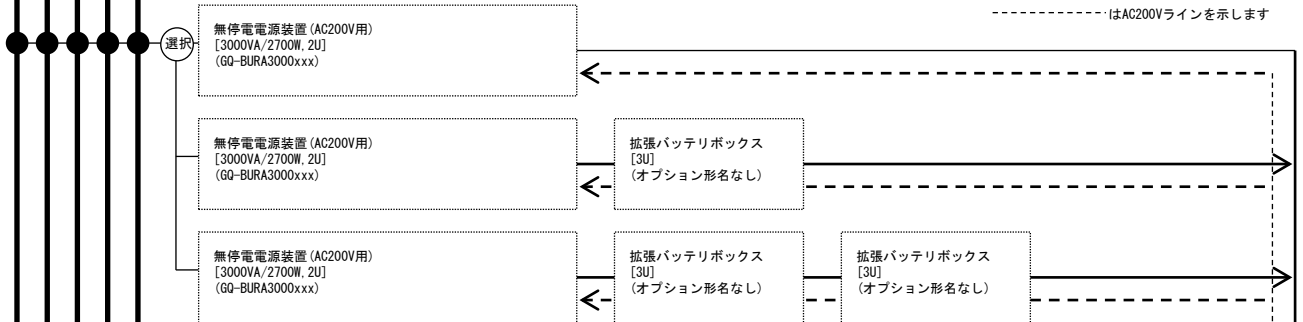 ----------はAC200Vラインを示します
選択
無停電電源装置(AC200V用)
[3000VA/2700W,2U]
(GQ-BURA3000xxx)
無停電電源装置(AC200V用)
[3000VA/2700W,2U]
(GQ-BURA3000xxx)
拡張バッテリボックス
[3U]
(オプション形名なし)
無停電電源装置(AC200V用)
[3000VA/2700W,2U]
(GQ-BURA3000xxx)
拡張バッテリボックス
[3U]
(オプション形名なし)
拡張バッテリボックス
[3U]
(オプション形名なし)